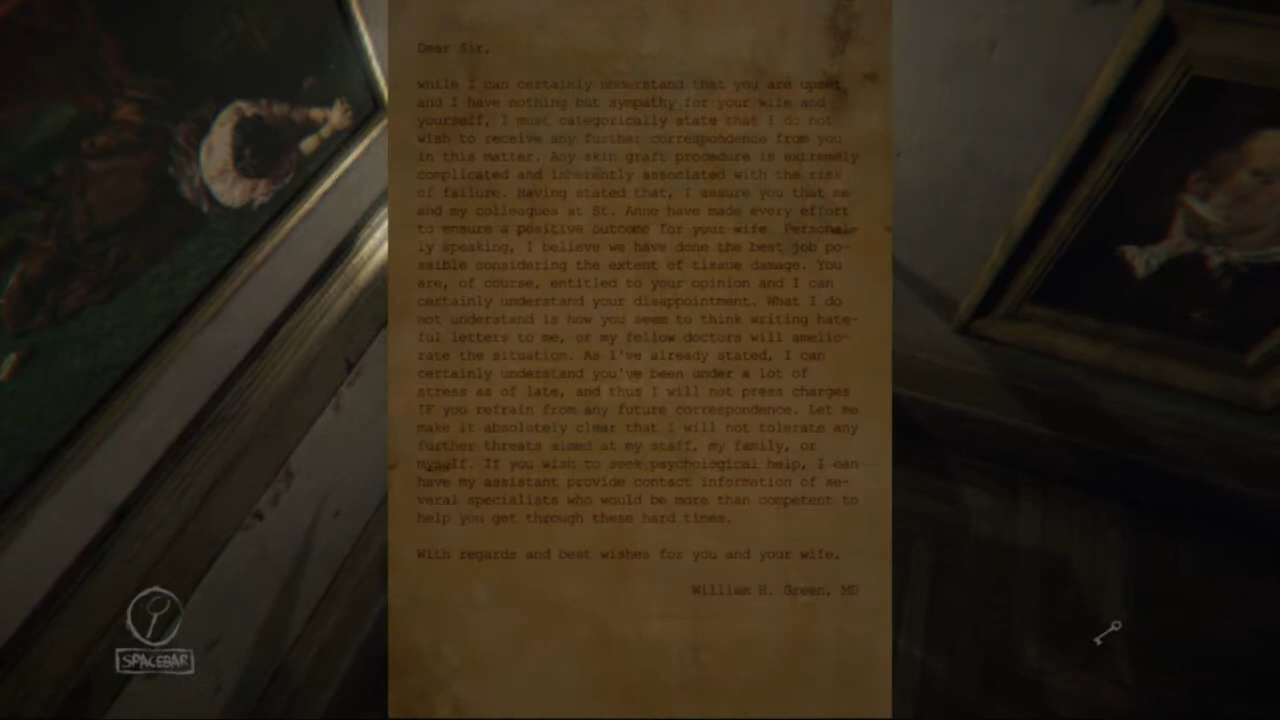 Dear Sir,
while I can certainly understand that you are upset,
and I have nothing but sympathy for your wife and
yourself, I must categorically state that I do not
wish to receive any further correspondence from you
in this matter. Any skin graft procedure is extremely
complicated and inherently associated with the risk
of failure. Having stated that, I assure you that me
and my colleagues at St. Anne have made every effort
to ensure a positive outcome for your wife. Personal-
ly speaking, I believe we have done the best job po-
ssible considering the extent of tissue damage. You
are, of course, entitled to your opinion and I can
certainly understand your disappointment. What I do
not understand is how you seem to think writing hate-
ful letters to me, or my fellow doctors will amelio-
rate the situation. As I've already stated, I can
certainly understand you've been under a lot of
stress as of late, and thus I will not press charges
IF you refrain from any future correspondence. Let me
make it absolutely clear that I will not tolerate any
further threats aimed at my staff, my family, or
myself. If you wish to seek psychological help, I can
have my assistant provide contact information of se-
veral specialists who would be more than competent to
help you get through these hard times.
With regards and best wishes for you and your wife.
William H. Green, MD
SPACEBAR